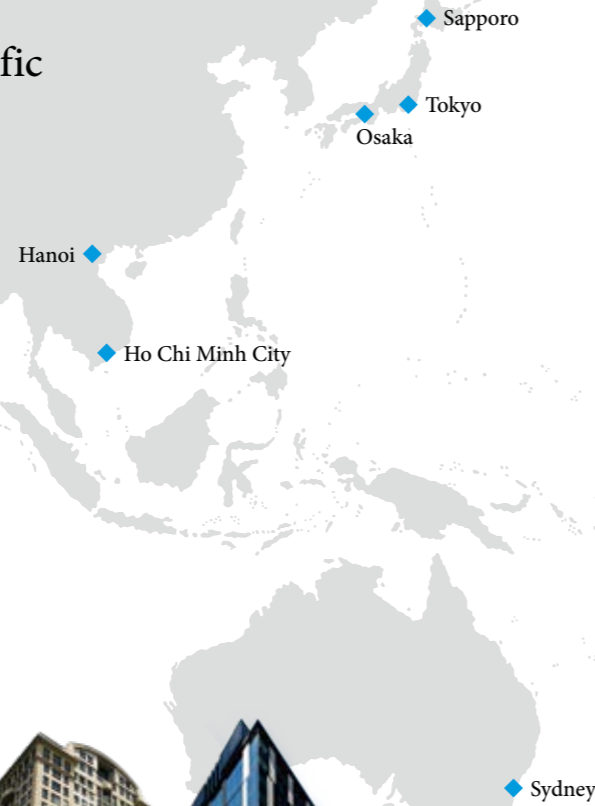 Sapporo
fic
Tokyo
Osaka
Hanoi
Ho Chi Minh City
Sydney